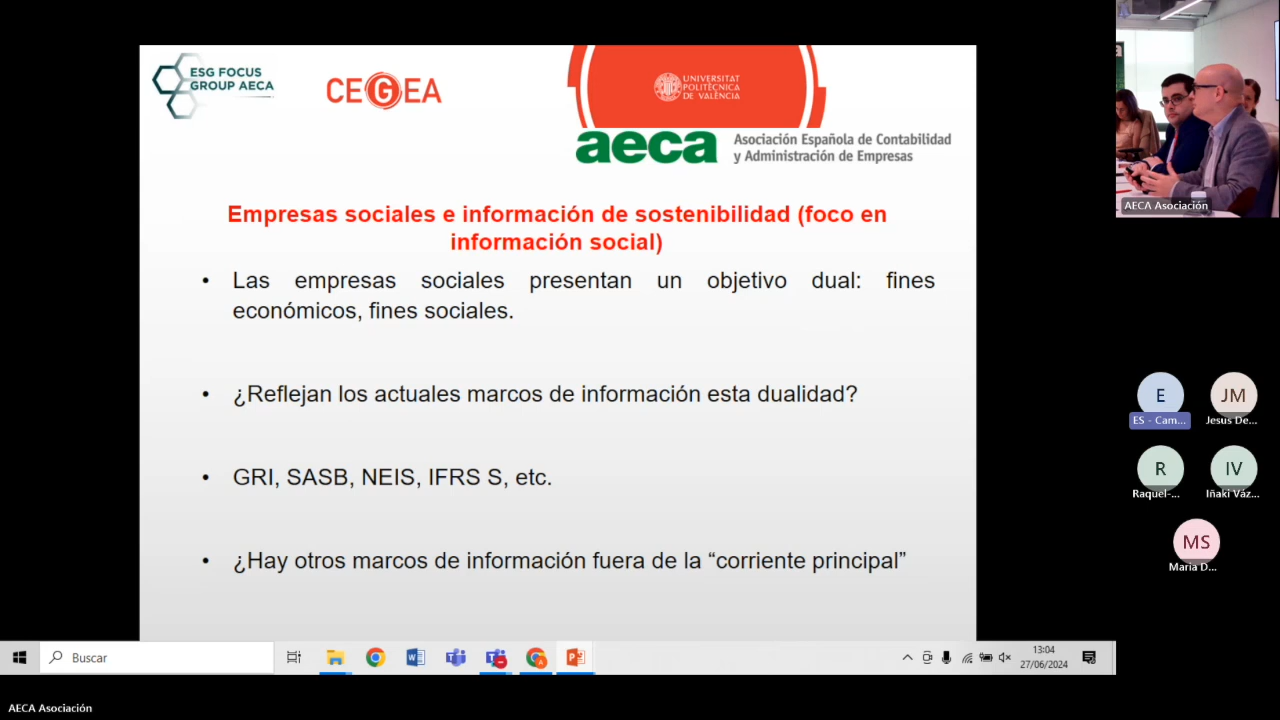 ESG FOCUS
GROUP AECA
CEGEA
UNIVERSITAT
POLITÈCNICA
DE VALÈNCIA
aeca
Asociación Española de Contabilidad
y Administración de Empresas
Empresas sociales e información de sostenibilidad (foco en
información social)
• Las empresas sociales presentan un objetivo dual: fines
económicos, fines sociales.
• ¿Reflejan los actuales marcos de información esta dualidad?
• GRI, SASB, NEIS, IFRS S, etc.
• ¿Hay otros marcos de información fuera de la “corriente principal”
AECA Asociación
E
ES - Cam...
JM
Jesus De...
R
Raquel-...
IV
Iñaki Váz...
MS
Maria D...
Buscar
13:04
27/06/2024
AECA Asociación